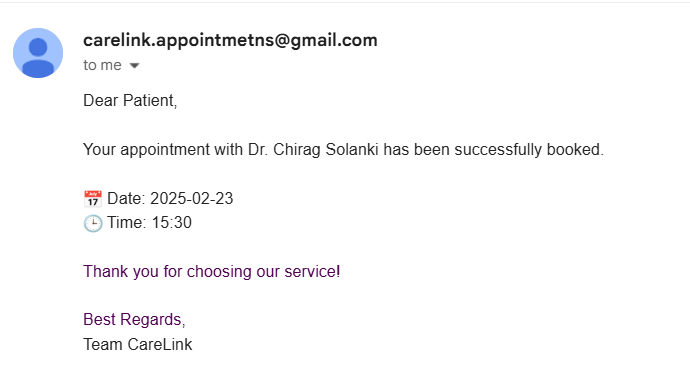 carelink.appointmetns@gmail.com
to me
Dear Patient,
Your appointment with Dr. Chirag Solanki has been successfully booked.
📅 Date: 2025-02-23
🕒 Time: 15:30
Thank you for choosing our service!
Best Regards,
Team CareLink